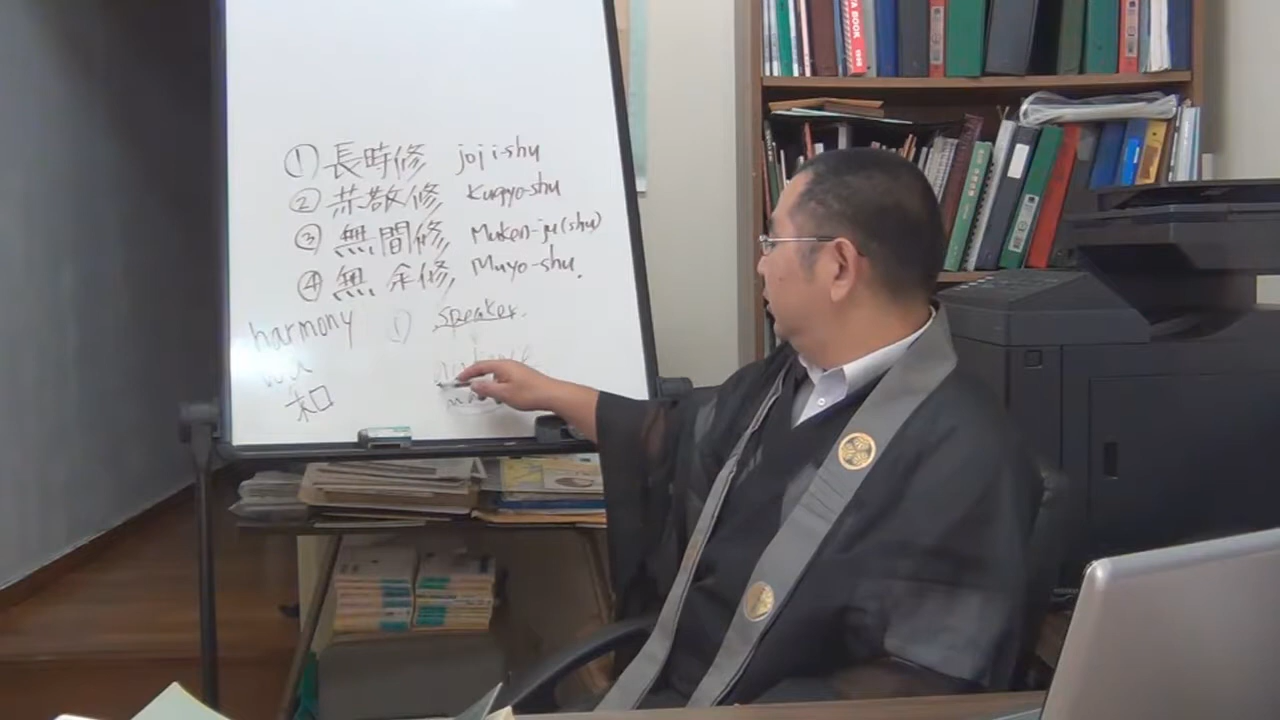 ① 長時修 joji-shu
② 恭敬修 Kugyo-shu
③ 無間修 Muken-ju(shu)
④ 無余修 Muyo-shu.
harmony ① speaker.
wa
和
A BOOK